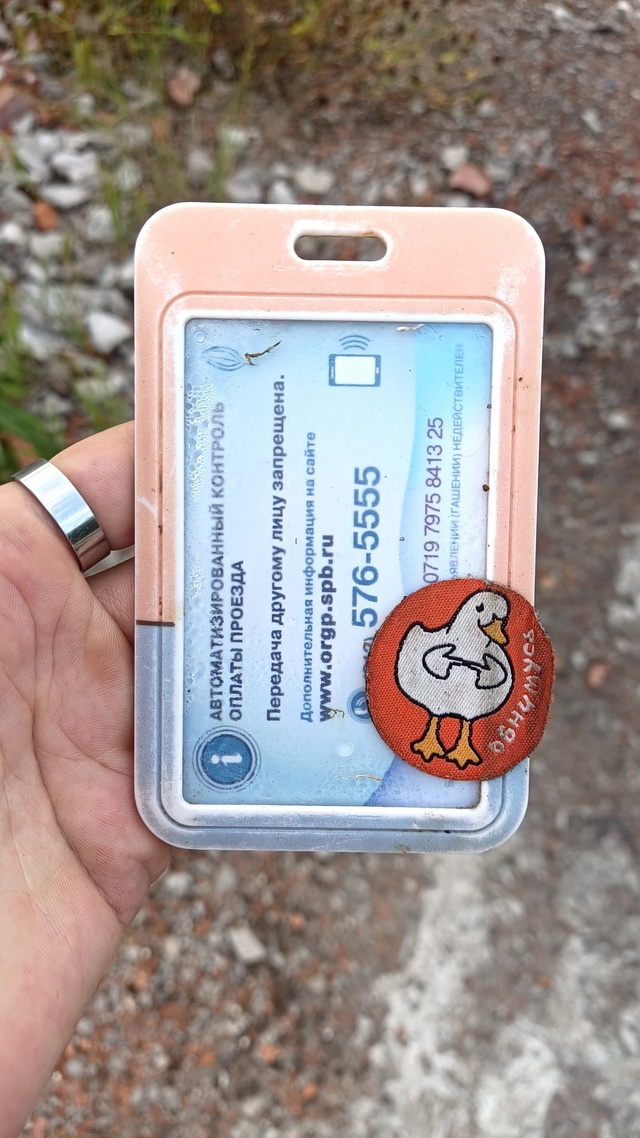 АВТОМАТИЗИРОВАННЫЙ КОНТРОЛЬ
ОПЛАТЫ ПРОЕЗДА
Передача другому лицу запрещена.
Дополнительная информация на сайте
www.orgp.spb.ru
576-5555
0719 7975 8413 25
(ГАШЕНИИ) НЕДЕЙСТВИТЕЛЕН
обнимусь